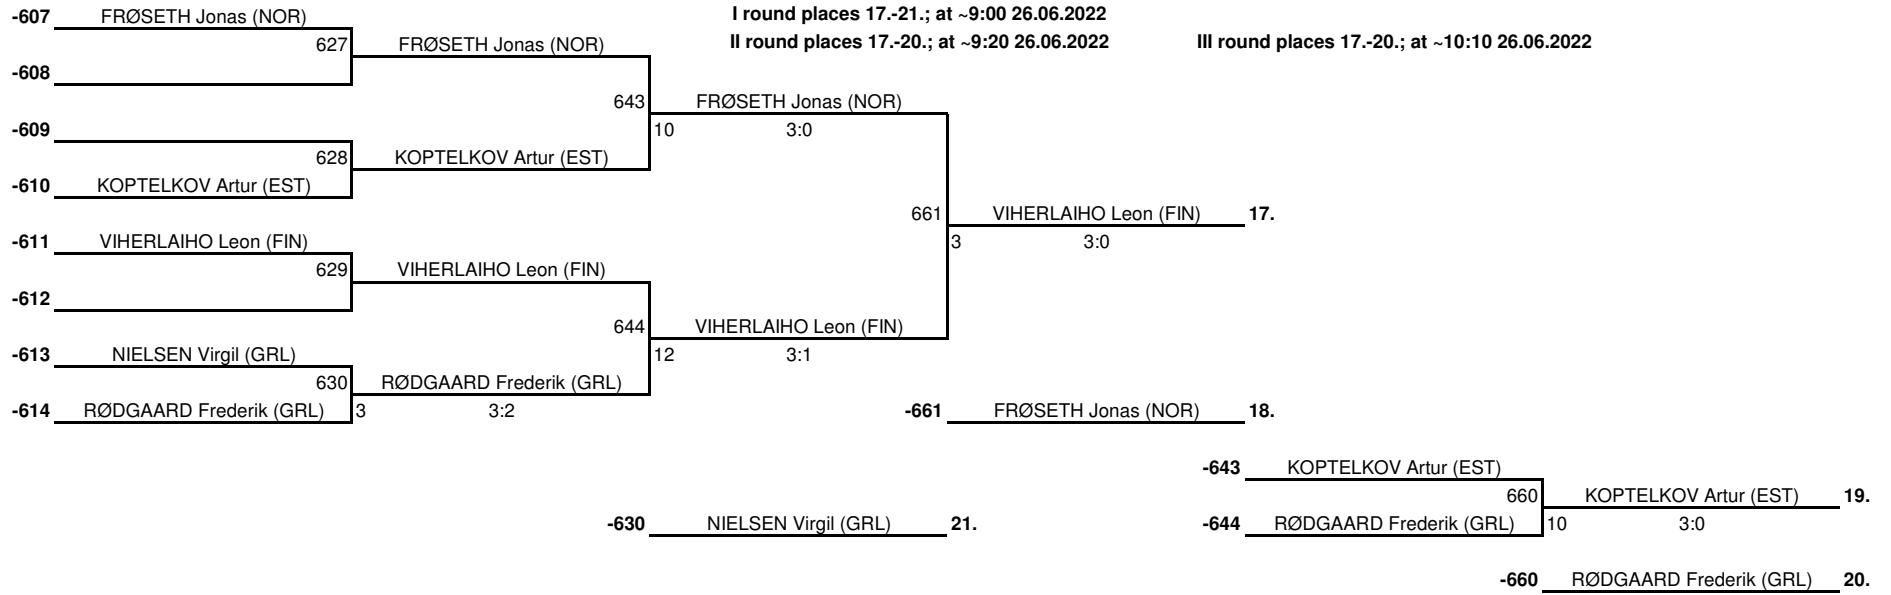 -607 FRØSETH Jonas (NOR) I round places 17.-21.; at ~9:00 26.06.2022
627 FRØSETH Jonas (NOR) II round places 17.-20.; at ~9:20 26.06.2022 III round places 17.-20.; at ~10:10 26.06.2022
-608
643 FRØSETH Jonas (NOR)
-609 10 3:0
628 KOPTELKOV Artur (EST)
-610 KOPTELKOV Artur (EST)
661 VIHERLAIHO Leon (FIN) 17.
-611 VIHERLAIHO Leon (FIN) 3 3:0
629 VIHERLAIHO Leon (FIN)
-612
644 VIHERLAIHO Leon (FIN)
-613 NIELSEN Virgil (GRL) 12 3:1
630 RØDGAARD Frederik (GRL)
-614 RØDGAARD Frederik (GRL) 3 3:2 -661 FRØSETH Jonas (NOR) 18.
-643 KOPTELKOV Artur (EST)
660 KOPTELKOV Artur (EST) 19.
-630 NIELSEN Virgil (GRL) 21. -644 RØDGAARD Frederik (GRL) 10 3:0
-660 RØDGAARD Frederik (GRL) 20.